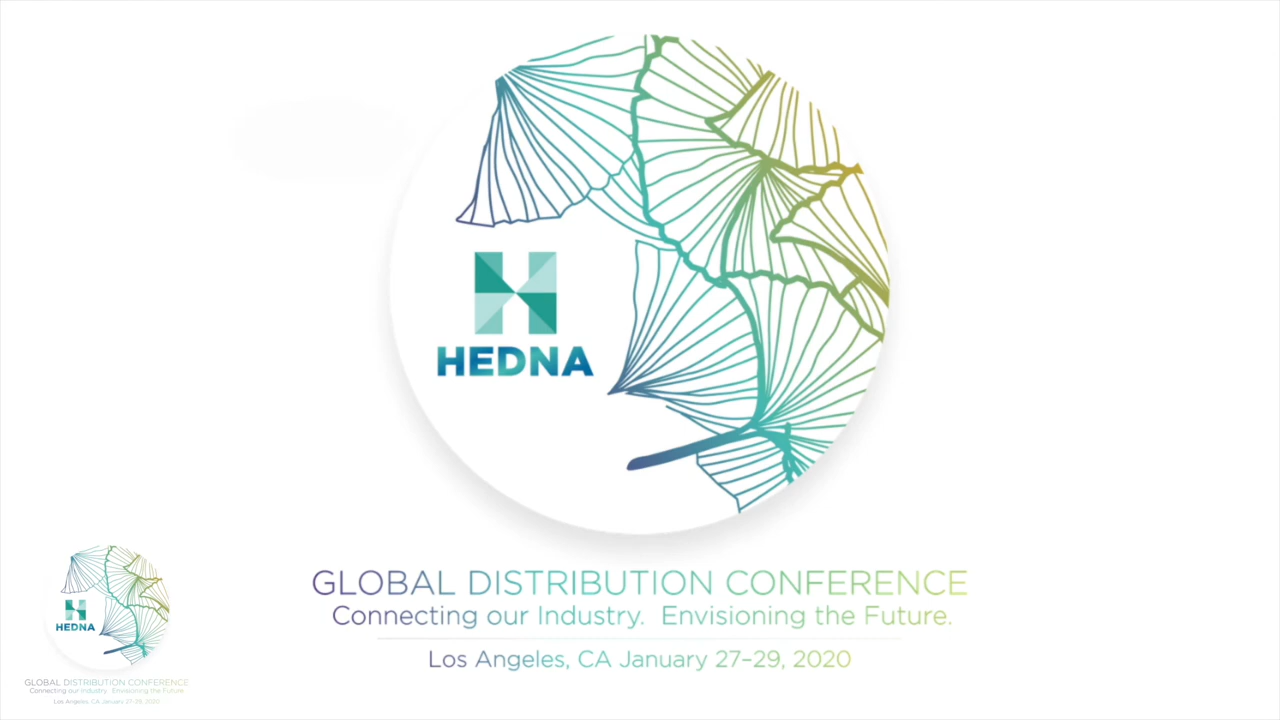 HEDNA
GLOBAL DISTRIBUTION CONFERENCE
Connecting our Industry. Envisioning the Future.
Los Angeles, CA January 27–29, 2020
HEDNA
GLOBAL DISTRIBUTION CONFERENCE
Connecting our Industry. Envisioning the Future.
Los Angeles, CA January 27-29, 2020